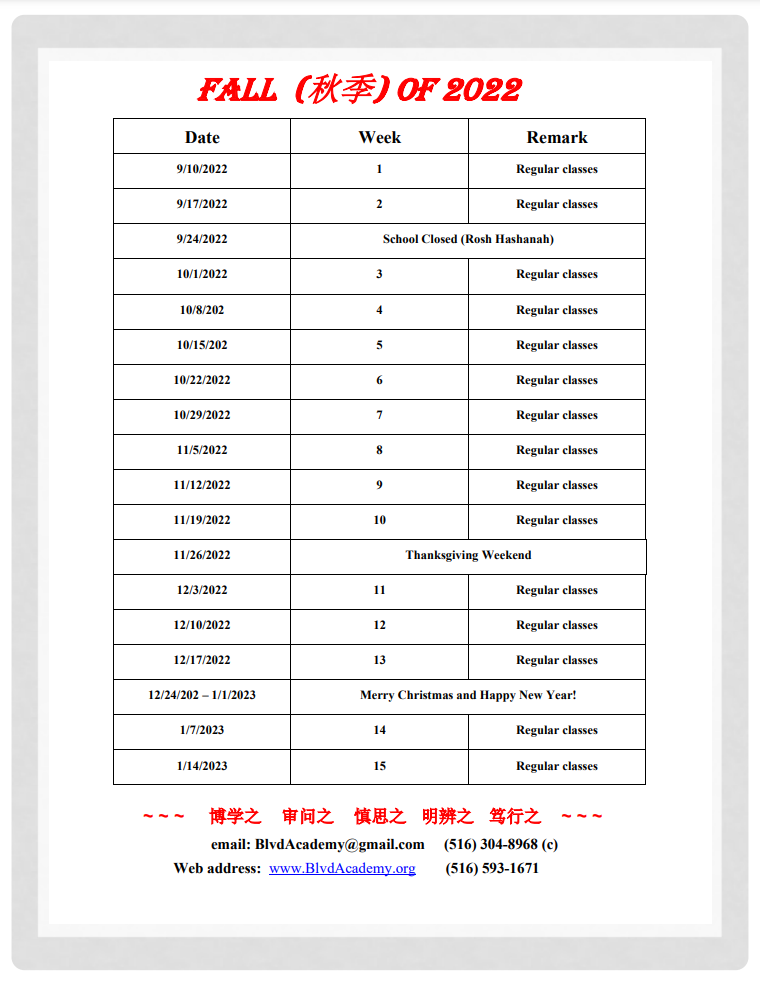 FALL (秋季) OF 2022
Date Week Remark
9/10/2022 1 Regular classes
9/17/2022 2 Regular classes
9/24/2022 School Closed (Rosh Hashanah)
10/1/2022 3 Regular classes
10/8/202 4 Regular classes
10/15/202 5 Regular classes
10/22/2022 6 Regular classes
10/29/2022 7 Regular classes
11/5/2022 8 Regular classes
11/12/2022 9 Regular classes
11/19/2022 10 Regular classes
11/26/2022 Thanksgiving Weekend
12/3/2022 11 Regular classes
12/10/2022 12 Regular classes
12/17/2022 13 Regular classes
12/24/202 – 1/1/2023 Merry Christmas and Happy New Year!
1/7/2023 14 Regular classes
1/14/2023 15 Regular classes
~ ~ ~ 博学之 审问之 慎思之 明辨之 笃行之 ~ ~ ~
email: BlvdAcademy@gmail.com (516) 304-8968 (c)
Web address: www.BlvdAcademy.org (516) 593-1671